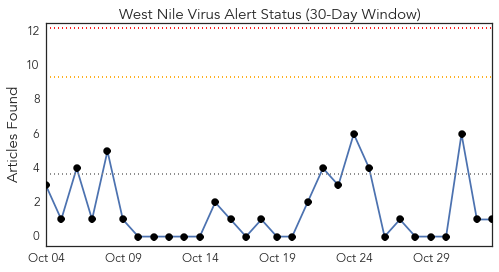 West Nile Virus Alert Status (30-Day Window)
Articles Found
12
10
8
6
4
2
0
Oct 04
Oct 09
Oct 14
Oct 19
Oct 24
Oct 29